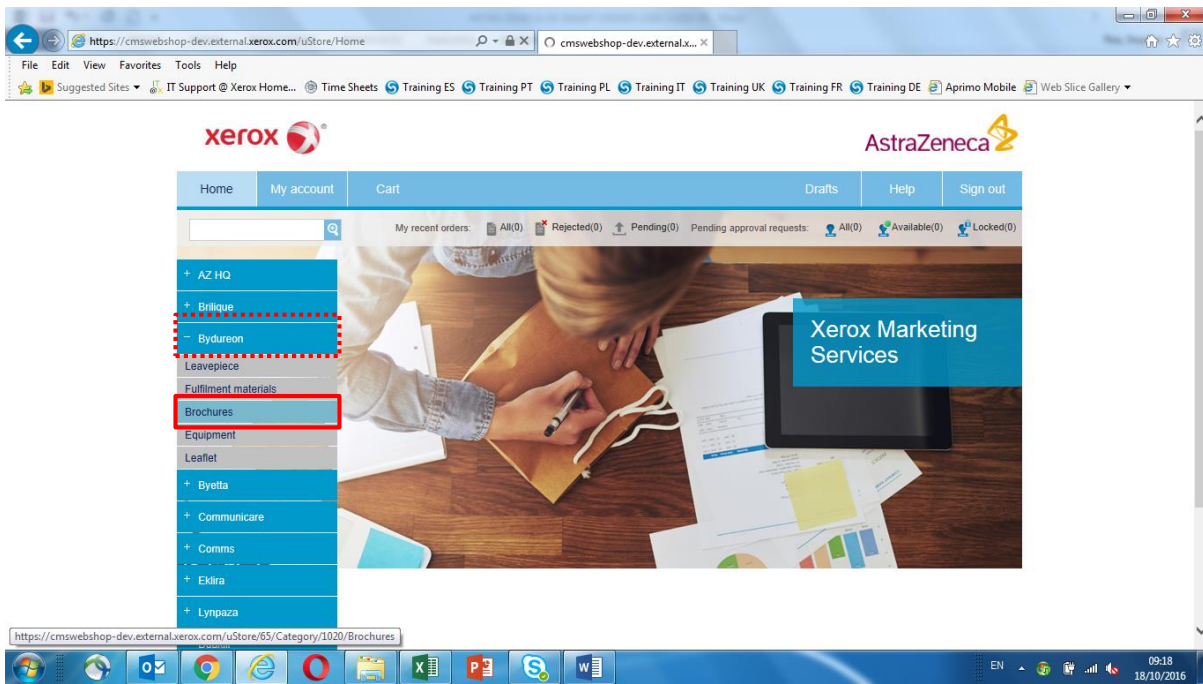 https://cmswebshop-dev.external.xerox.com/uStore/Home
cmswebshop-dev.external.x...
File Edit View Favorites Tools Help
Suggested Sites IT Support @ Xerox Home... Time Sheets Training ES Training PT Training PL Training IT Training UK Training FR Training DE Aprimo Mobile Web Slice Gallery
xerox
AstraZeneca
Home My account Cart Drafts Help Sign out
My recent orders: All(0) Rejected(0) Pending(0) Pending approval requests: All(0) Available(0) Locked(0)
+ AZ HQ
+ Brilique
− Bydureon
Leavepiece
Fulfilment materials
Brochures
Equipment
Leaflet
+ Byetta
+ Communicare
+ Comms
+ Eklira
+ Lynpaza
Xerox Marketing
Services
https://cmswebshop-dev.external.xerox.com/uStore/65/Category/1020/Brochures
EN
09:18
18/10/2016